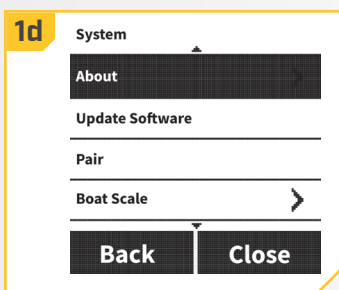 1d
System
About
Update Software
Pair
Boat Scale
Back Close